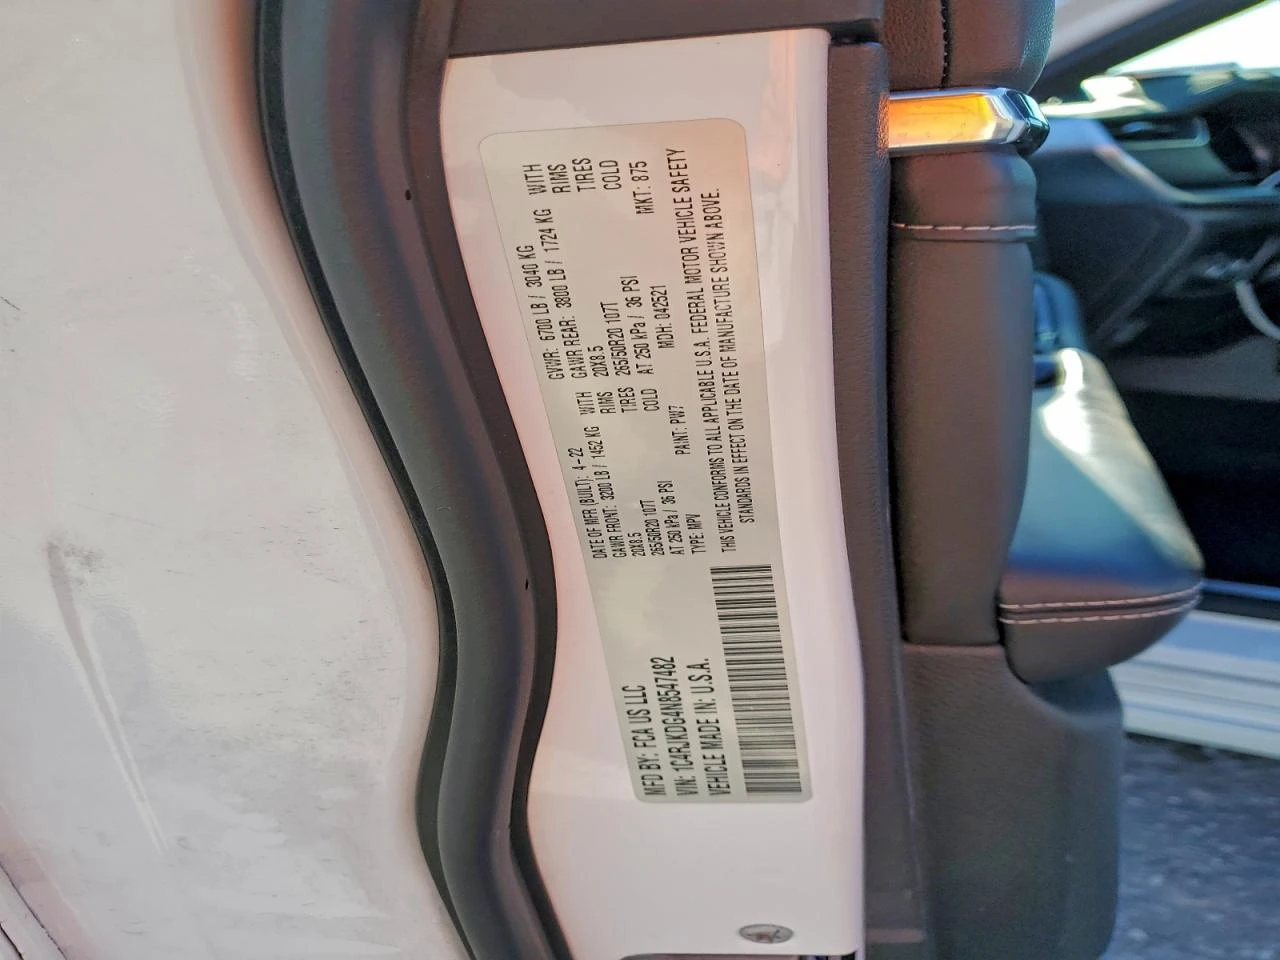 MFD BY: FCA US LLC
VIN: 1C4RJKDG4N8547482
VEHICLE MADE IN: U.S.A.
DATE OF MFR (BUILT): 4-22 GVWR: 6700 LB / 3040 KG
GAWR FRONT: 3200 LB / 1452 KG WITH GAWR REAR: 3800 LB / 1724 KG WITH
20X8.5 RIMS 20X8.5 RIMS
265/50R20 107T TIRES 265/50R20 107T TIRES
AT 250 kPa / 36 PSI COLD AT 250 kPa / 36 PSI COLD
TYPE: MPV PAINT: PW7 MDH: 042521 MKT: 875
THIS VEHICLE CONFORMS TO ALL APPLICABLE U.S.A. FEDERAL MOTOR VEHICLE SAFETY
STANDARDS IN EFFECT ON THE DATE OF MANUFACTURE SHOWN ABOVE.